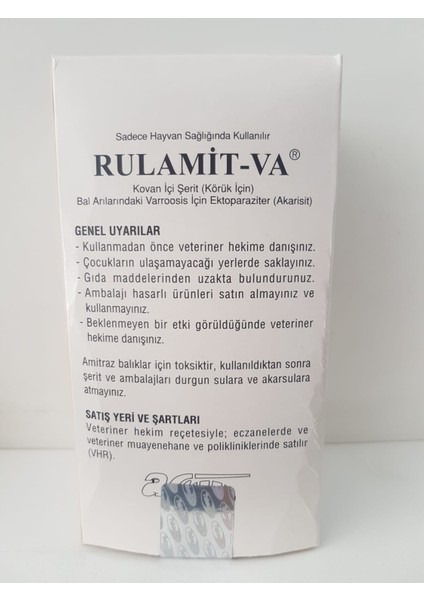 Sadece Hayvan Sağlığında Kullanılır
RULAMİT-VA®
Kovan İçi Şerit (Körük İçin)
Bal Arılarındaki Varroosis İçin Ektoparaziter (Akarisit)
GENEL UYARILAR
- Kullanmadan önce veteriner hekime danışınız.
- Çocukların ulaşamayacağı yerlerde saklayınız.
- Gıda maddelerinden uzakta bulundurunuz.
- Ambalajı hasarlı ürünleri satın almayınız ve
kullanmayınız.
- Beklenmeyen bir etki görüldüğünde veteriner
hekime danışınız.
Amitraz balıklar için toksiktir, kullanıldıktan sonra
şerit ve ambalajları durgun sulara ve akarsulara
atmayınız.
SATIŞ YERİ VE ŞARTLARI
Veteriner hekim reçetesiyle; eczanelerde ve
veteriner muayenehane ve polikliniklerinde satılır
(VHR).